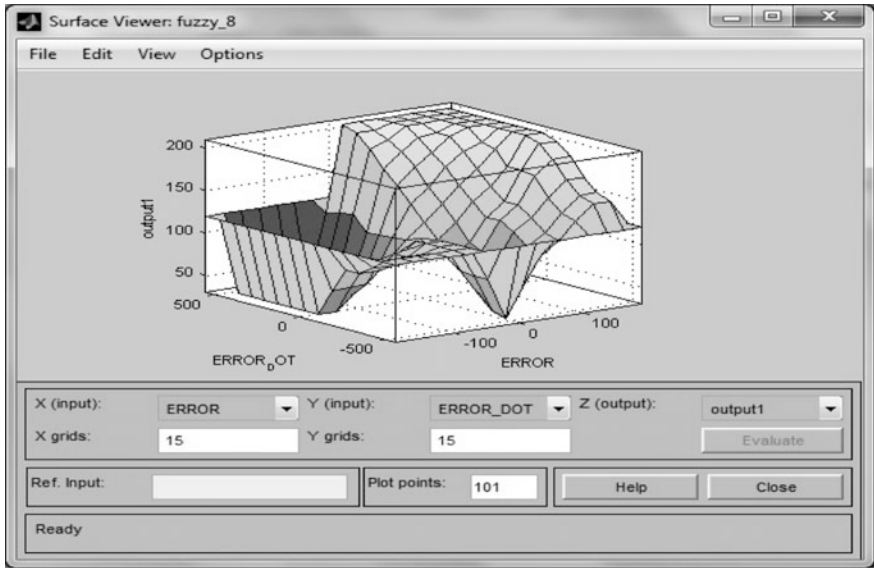 Surface Viewer: fuzzy_8
File Edit View Options
200
150
100
50
output1
500
0
-500
ERROR_DOT
-100
0
100
ERROR
X (input): ERROR Y (input): ERROR_DOT Z (output): output1
X grids: 15 Y grids: 15 Evaluate
Ref. Input: Plot points: 101 Help Close
Ready